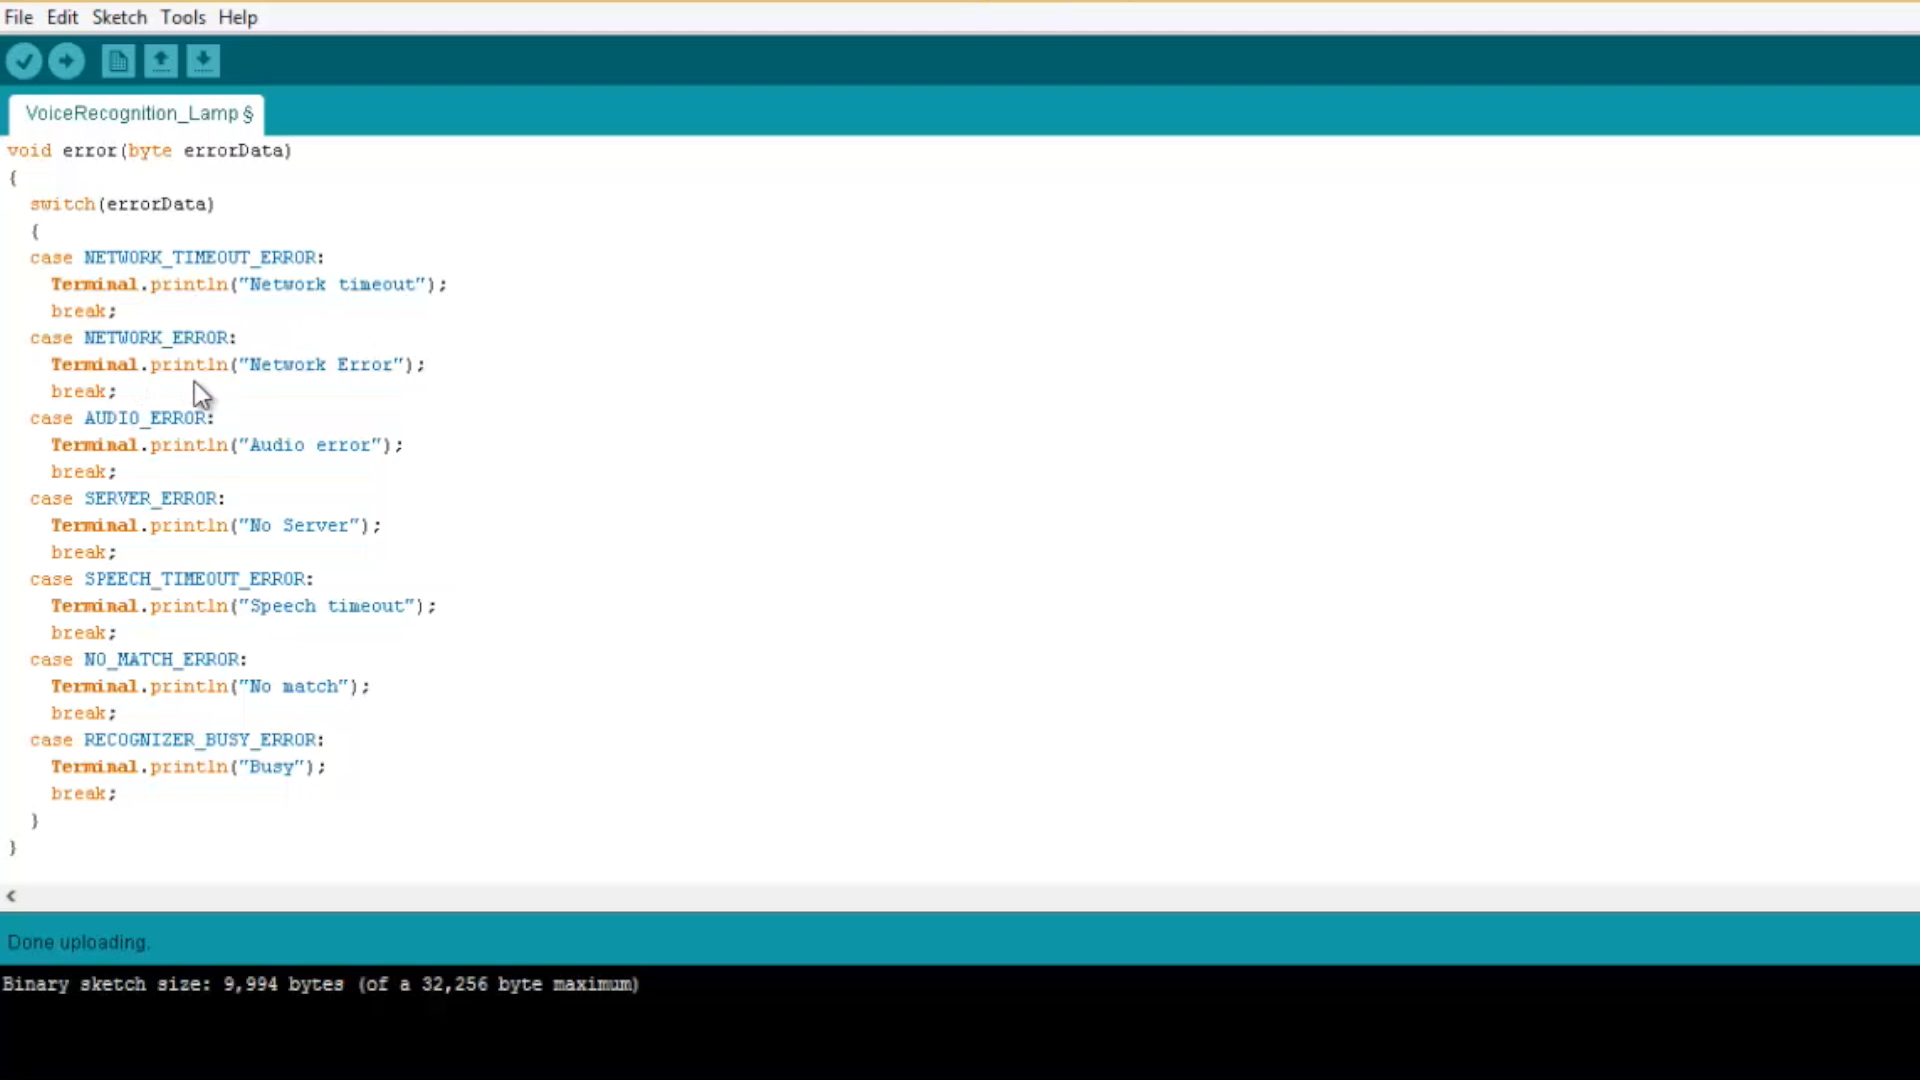 File Edit Sketch Tools Help
VoiceRecognition_Lamp §
void error(byte errorData)
{
switch(errorData)
{
case NETWORK_TIMEOUT_ERROR:
Terminal.println("Network timeout");
break;
case NETWORK_ERROR:
Terminal.println("Network Error");
break;
case AUDIO_ERROR:
Terminal.println("Audio error");
break;
case SERVER_ERROR:
Terminal.println("No Server");
break;
case SPEECH_TIMEOUT_ERROR:
Terminal.println("Speech timeout");
break;
case NO_MATCH_ERROR:
Terminal.println("No match");
break;
case RECOGNIZER_BUSY_ERROR:
Terminal.println("Busy");
break;
}
}
Done uploading.
Binary sketch size: 9,994 bytes (of a 32,256 byte maximum)